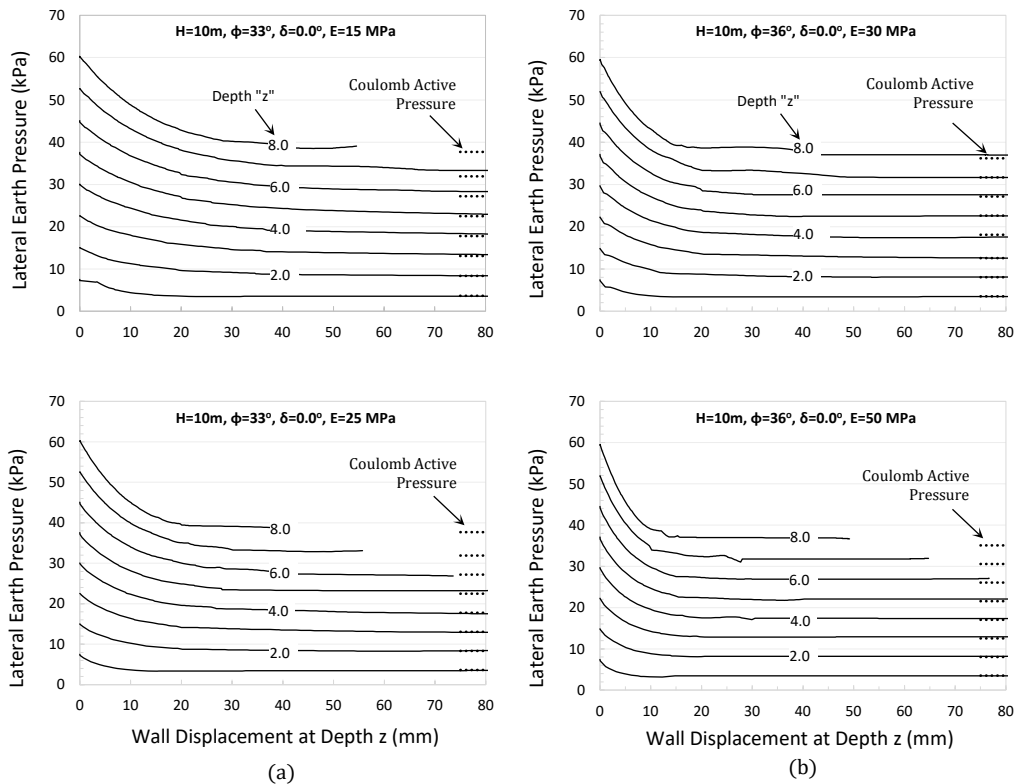 H=10m, ϕ=33º, δ=0.0º, E=15 MPa
Lateral Earth Pressure (kPa)
70
60
50
40
30
20
10
0
Depth "z"
Coulomb Active
Pressure
8.0
6.0
4.0
2.0
0 10 20 30 40 50 60 70 80
H=10m, ϕ=36º, δ=0.0º, E=30 MPa
Lateral Earth Pressure (kPa)
70
60
50
40
30
20
10
0
Depth "z"
Coulomb Active
Pressure
8.0
6.0
4.0
2.0
0 10 20 30 40 50 60 70 80
H=10m, ϕ=33º, δ=0.0º, E=25 MPa
Lateral Earth Pressure (kPa)
70
60
50
40
30
20
10
0
Coulomb Active
Pressure
8.0
6.0
4.0
2.0
0 10 20 30 40 50 60 70 80
Wall Displacement at Depth z (mm)
(a)
H=10m, ϕ=36º, δ=0.0º, E=50 MPa
Lateral Earth Pressure (kPa)
70
60
50
40
30
20
10
0
Coulomb Active
Pressure
8.0
6.0
4.0
2.0
0 10 20 30 40 50 60 70 80
Wall Displacement at Depth z (mm)
(b)